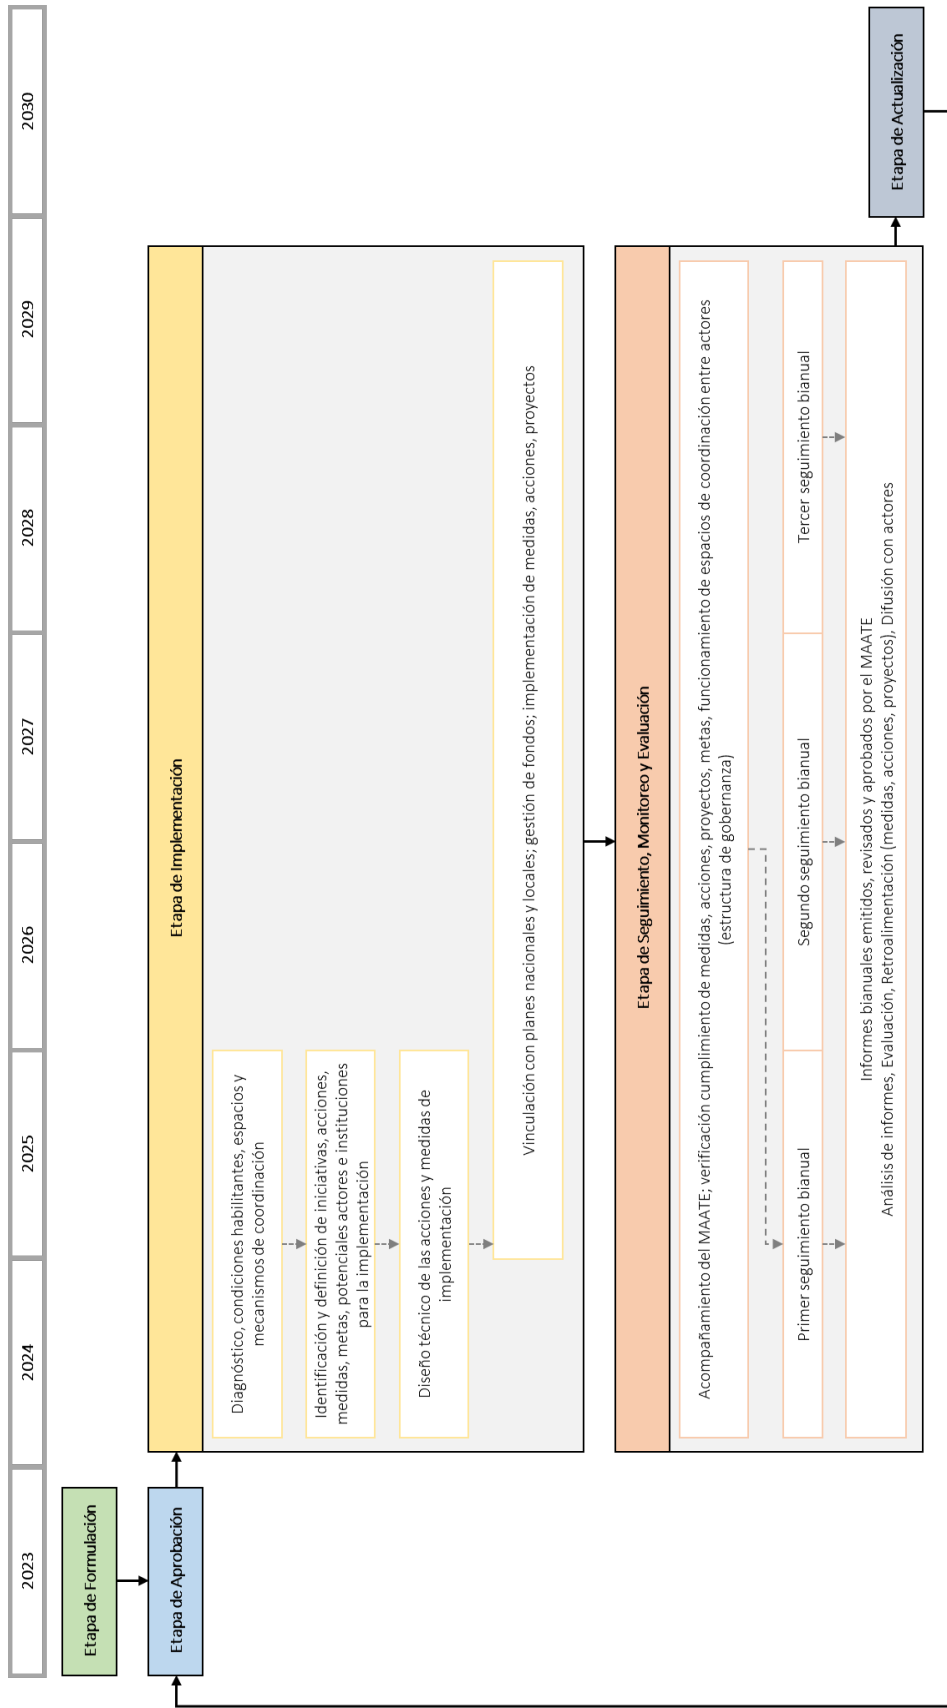 2023
2024
2025
2026
2027
2028
2029
2030
Etapa de Formulación
Etapa de Aprobación
Etapa de Implementación
Diagnóstico, condiciones habilitantes, espacios y
mecanismos de coordinación
Identificación y definición de iniciativas, acciones,
medidas, metas, potenciales actores e instituciones
para la implementación
Diseño técnico de las acciones y medidas de
implementación
Vinculación con planes nacionales y locales; gestión de fondos; implementación de medidas, acciones, proyectos
Etapa de Seguimiento, Monitoreo y Evaluación
Acompañamiento del MAATE; verificación cumplimiento de medidas, acciones, proyectos, metas, funcionamiento de espacios de coordinación entre actores
(estructura de gobernanza)
Primer seguimiento bianual
Segundo seguimiento bianual
Tercer seguimiento bianual
Informes bianuales emitidos, revisados y aprobados por el MAATE
Análisis de informes, Evaluación, Retroalimentación (medidas, acciones, proyectos), Difusión con actores
Etapa de Actualización